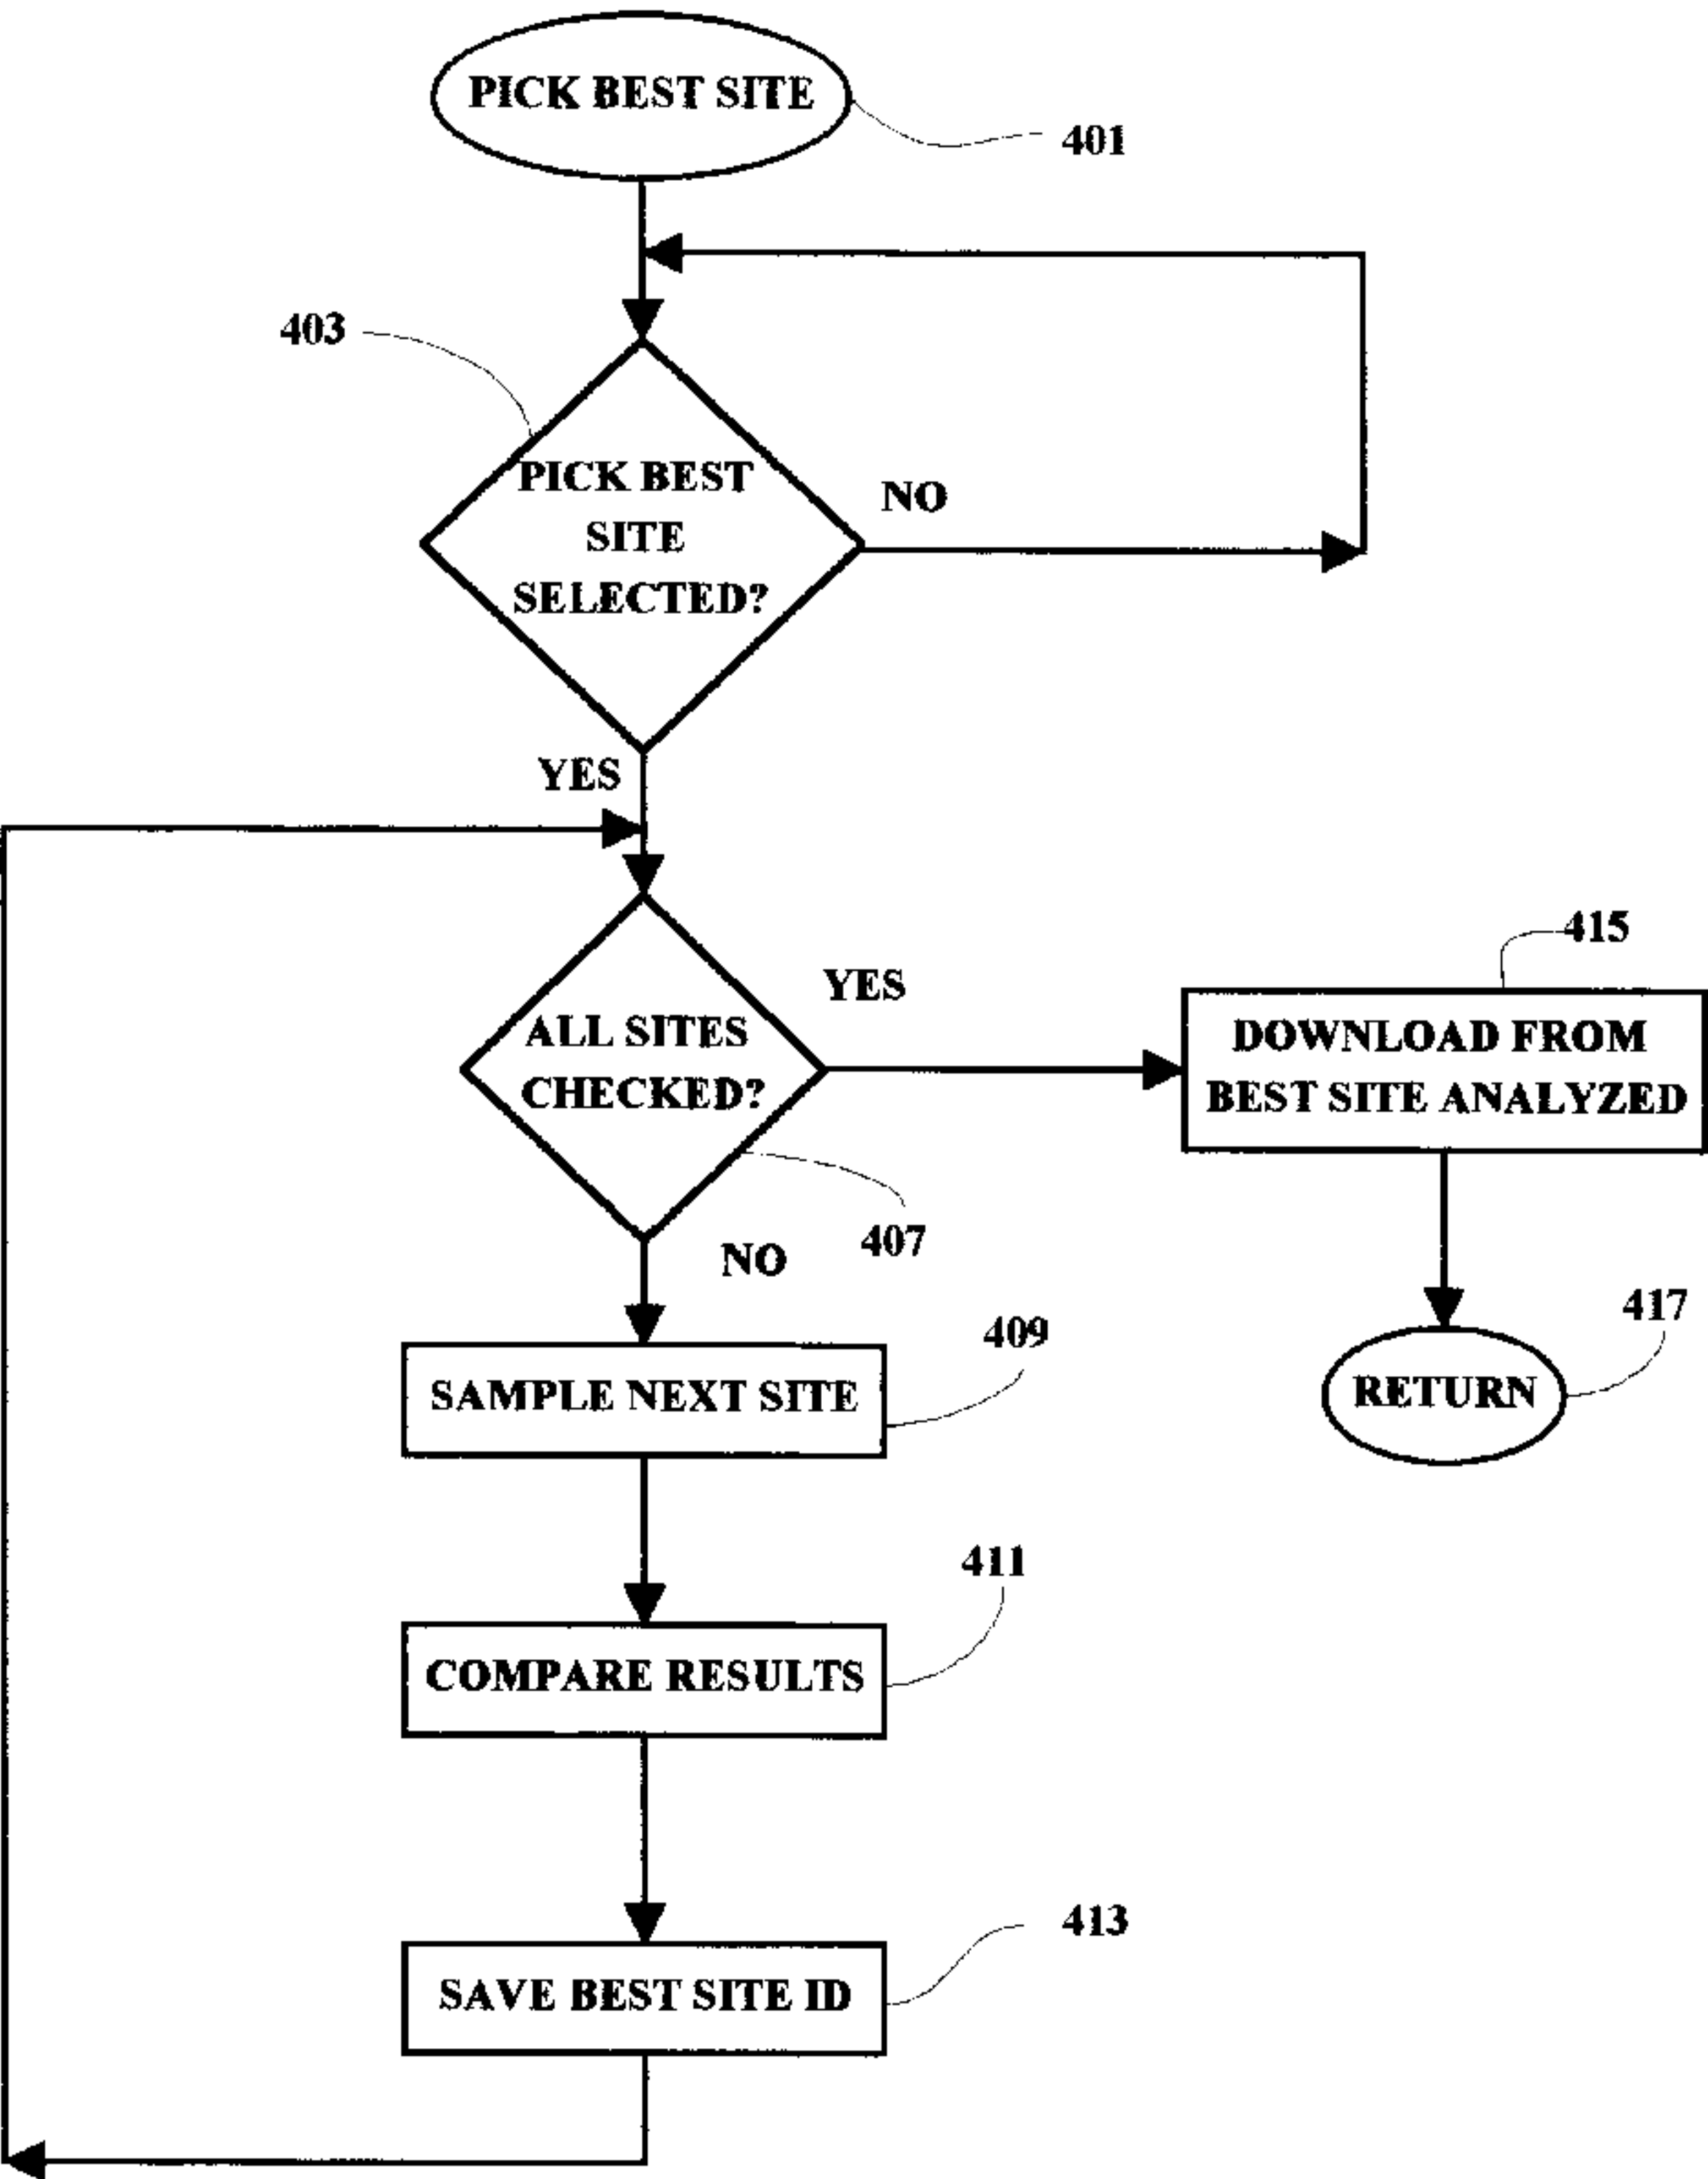 PICK BEST SITE
401
403
PICK BEST
SITE
SELECTED?
NO
YES
ALL SITES
CHECKED?
YES
407
NO
415
DOWNLOAD FROM
BEST SITE ANALYZED
417
RETURN
409
SAMPLE NEXT SITE
411
COMPARE RESULTS
413
SAVE BEST SITE ID